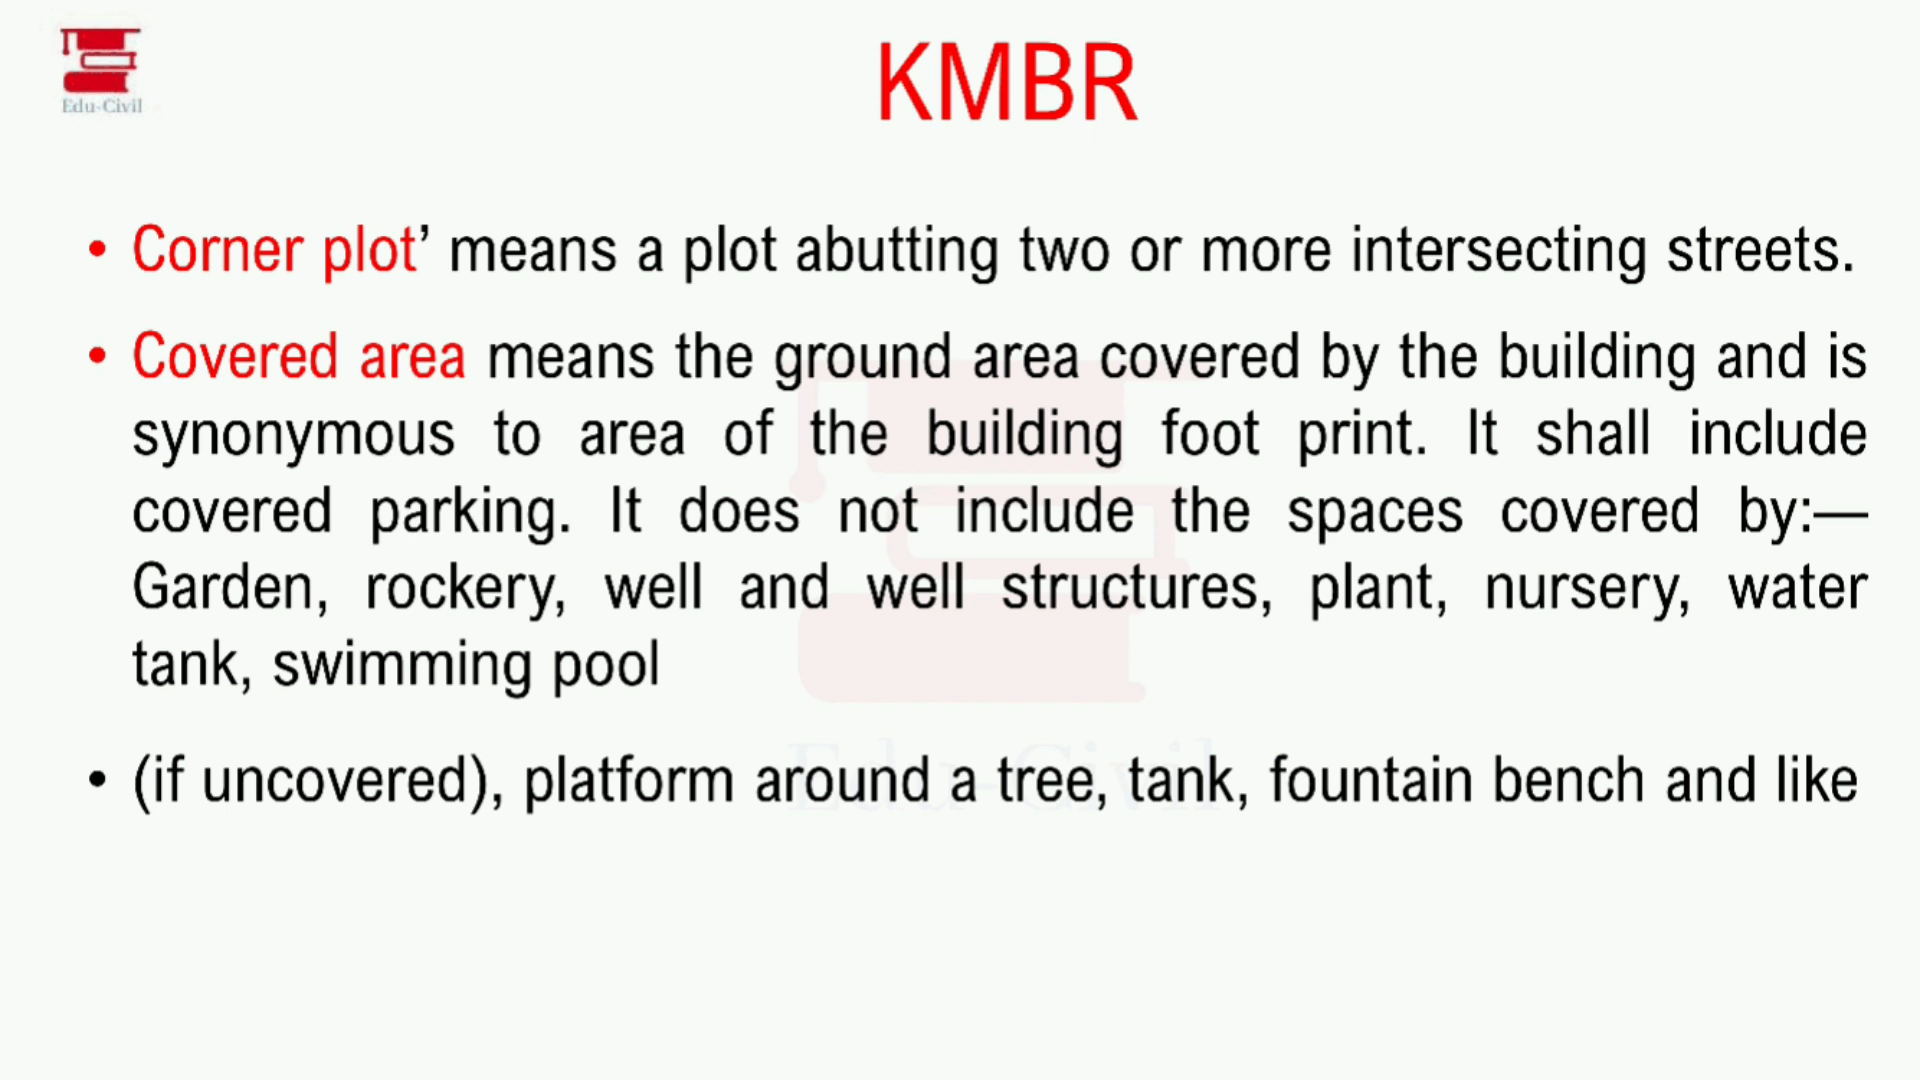 Edu-Civil
KMBR
• Corner plot’ means a plot abutting two or more intersecting streets.
• Covered area means the ground area covered by the building and is
synonymous to area of the building foot print. It shall include
covered parking. It does not include the spaces covered by:—
Garden, rockery, well and well structures, plant, nursery, water
tank, swimming pool
• (if uncovered), platform around a tree, tank, fountain bench and like
Edu-Civil